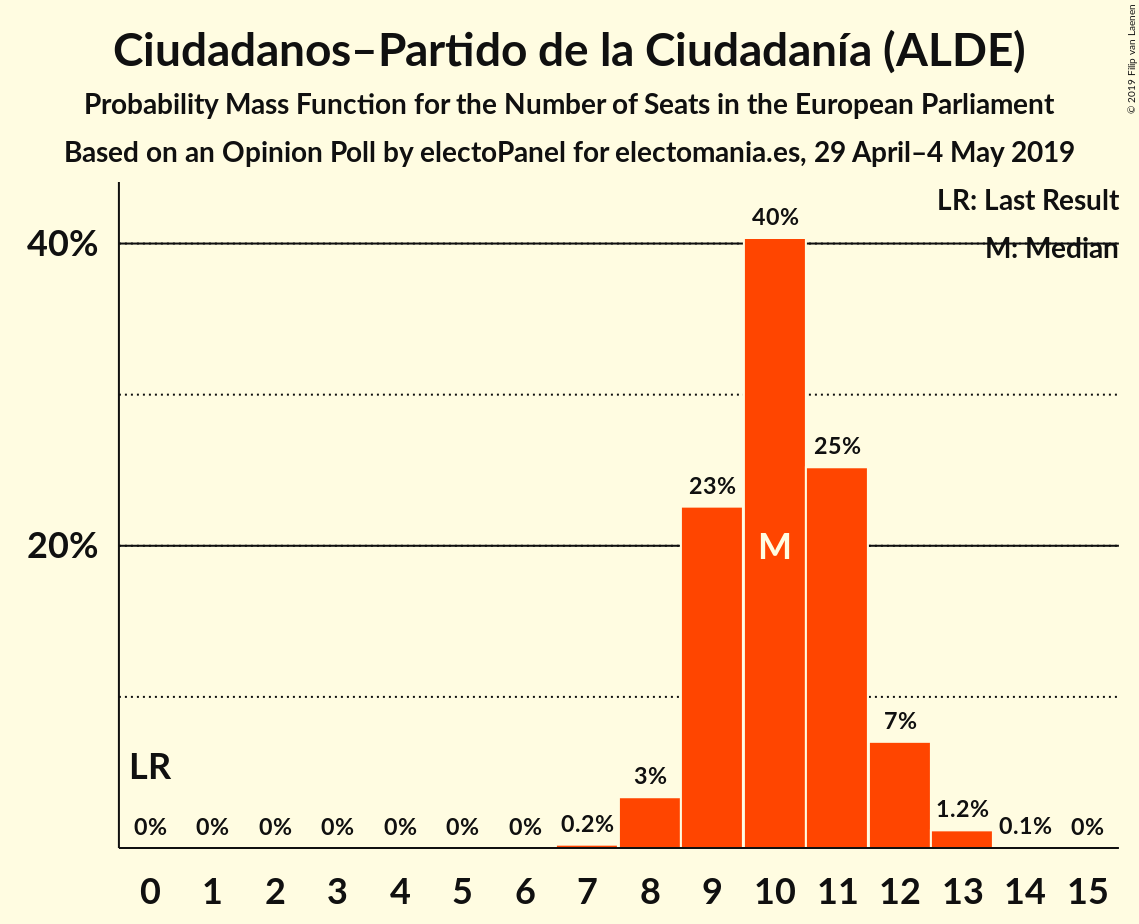 Ciudadanos–Partido de la Ciudadanía (ALDE)
Probability Mass Function for the Number of Seats in the European Parliament
Based on an Opinion Poll by electoPanel for electomania.es, 29 April–4 May 2019
© 2019 Filip van Laenen
LR: Last Result
M: Median
40%
20%
40%
25%
23%
M
7%
LR
3%
0% 0% 0% 0% 0% 0% 0% 0.2% 1.2% 0.1% 0%
0 1 2 3 4 5 6 7 8 9 10 11 12 13 14 15